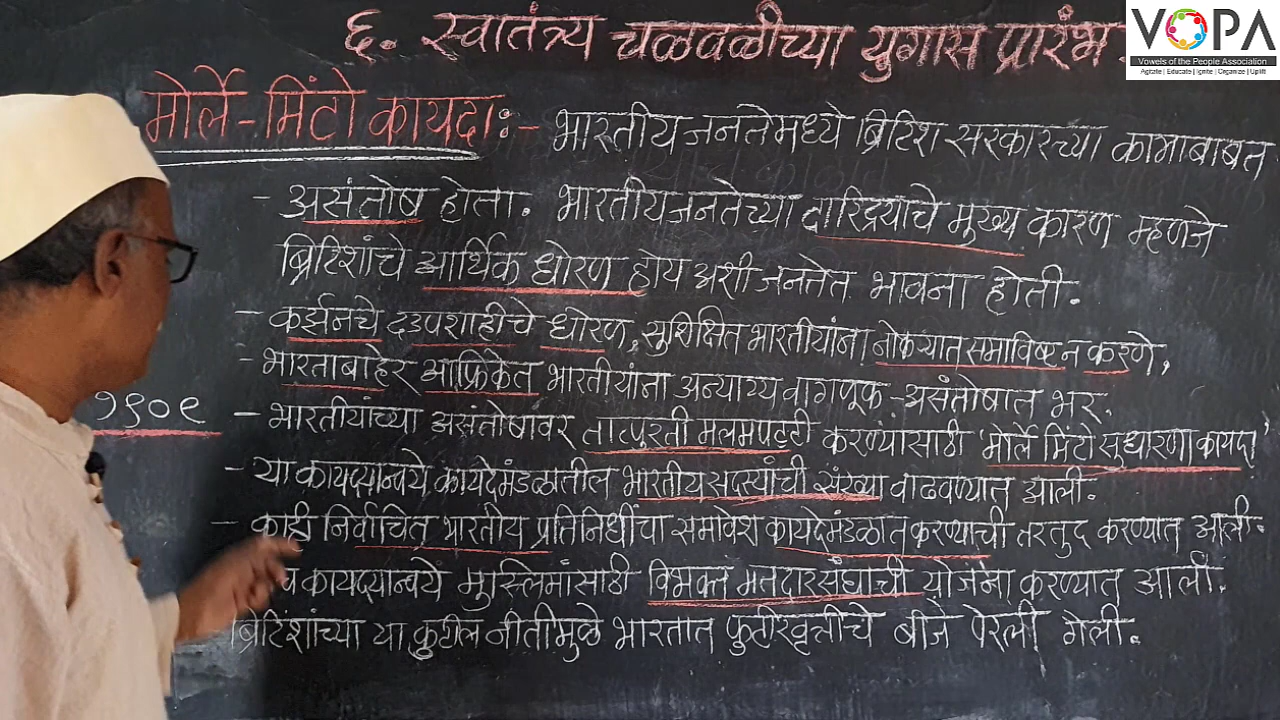 ६. स्वातंत्र्य चळवळीच्या युगास प्रारंभ.
VOPA
Vowels of the People Association
Agitate | Educate | Ignite | Organize | Uplift
मोर्ले-मिंटो कायदा:- भारतीय जनतेमध्ये ब्रिटिश सरकारच्या कामाबाबत
- असंतोष होता. भारतीय जनतेच्या दारिद्र्याचे मुख्य कारण म्हणजे
ब्रिटिशांचे आर्थिक धोरण होय अशी जनतेत भावना होती.
- कर्झनचे दडपशाहीचे धोरण, सुशिक्षित भारतीयांना नोकऱ्यात समाविष्ट न करणे,
- भारताबाहेर आफ्रिकेत भारतीयांना अन्याय्य वागणूक - असंतोषात भर.
१९०९ - भारतीयांच्या असंतोषावर तात्पुरती मलमपट्टी करण्यासाठी 'मोर्ले मिंटो सुधारणा कायदा'
- या कायद्यान्वये कायदेमंडळातील भारतीय सदस्यांची संख्या वाढवण्यात आली.
- काही निर्वाचित भारतीय प्रतिनिधींचा समावेश कायदेमंडळात करण्याची तरतुद करण्यात आली.
कायद्यान्वये मुस्लिमांसाठी विभक्त मतदारसंघाची योजना करण्यात आली.
ब्रिटिंशांच्या या कुटील नीतीमुळे भारतात फुटीरवृत्तीचे बीजे पेरली गेली.